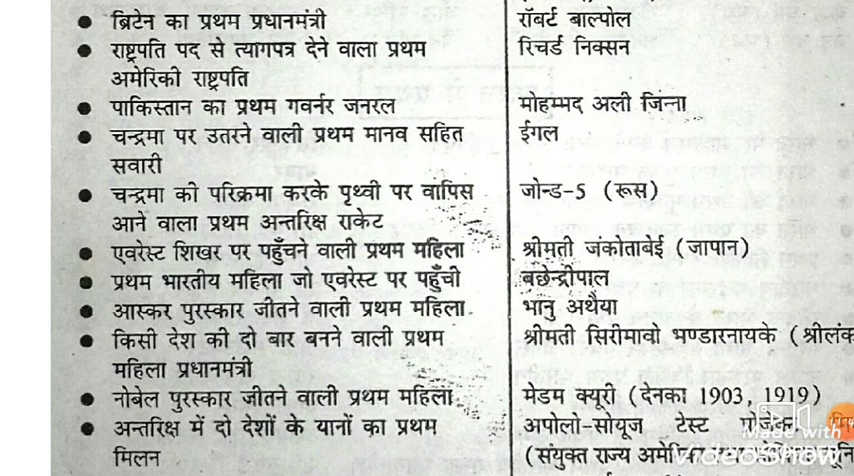 ● ब्रिटेन का प्रथम प्रधानमंत्री रॉबर्ट बाल्पोल
● राष्ट्रपति पद से त्यागपत्र देने वाला प्रथम रिचर्ड निक्सन
अमेरिकी राष्ट्रपति
● पाकिस्तान का प्रथम गवर्नर जनरल मोहम्मद अली जिन्ना
● चन्द्रमा पर उतरने वाली प्रथम मानव सहित ईगल
सवारी
● चन्द्रमा की परिक्रमा करके पृथ्वी पर वापिस जोन्ड-5 (रूस)
आने वाला प्रथम अन्तरिक्ष राकेट
● एवरेस्ट शिखर पर पहुँचने वाली प्रथम महिला श्रीमती जंकोताबेई (जापान)
● प्रथम भारतीय महिला जो एवरेस्ट पर पहुँची बछेन्द्रीपाल
● आस्कर पुरस्कार जीतने वाली प्रथम महिला भानु अथैया
● किसी देश की दो बार बनने वाली प्रथम श्रीमती सिरीमावो भण्डारनायके (श्रीलंक
महिला प्रधानमंत्री
● नोबेल पुरस्कार जीतने वाली प्रथम महिला मेडम क्यूरी (देनका 1903, 1919)
● अन्तरिक्ष में दो देशों के यानों का प्रथम अपोलो-सोयूज टेस्ट
मिलन (संयुक्त राज्य अमेरिका
Made with
VideoShow